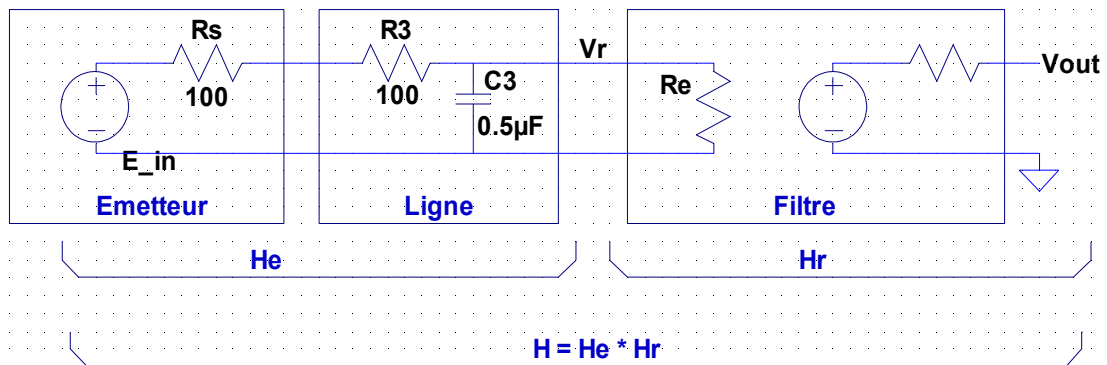 Rs
100
E_in
Emetteur
R3
100
C3
0.5µF
Ligne
Vr
Re
Vout
Filtre
He
Hr
H = He * Hr